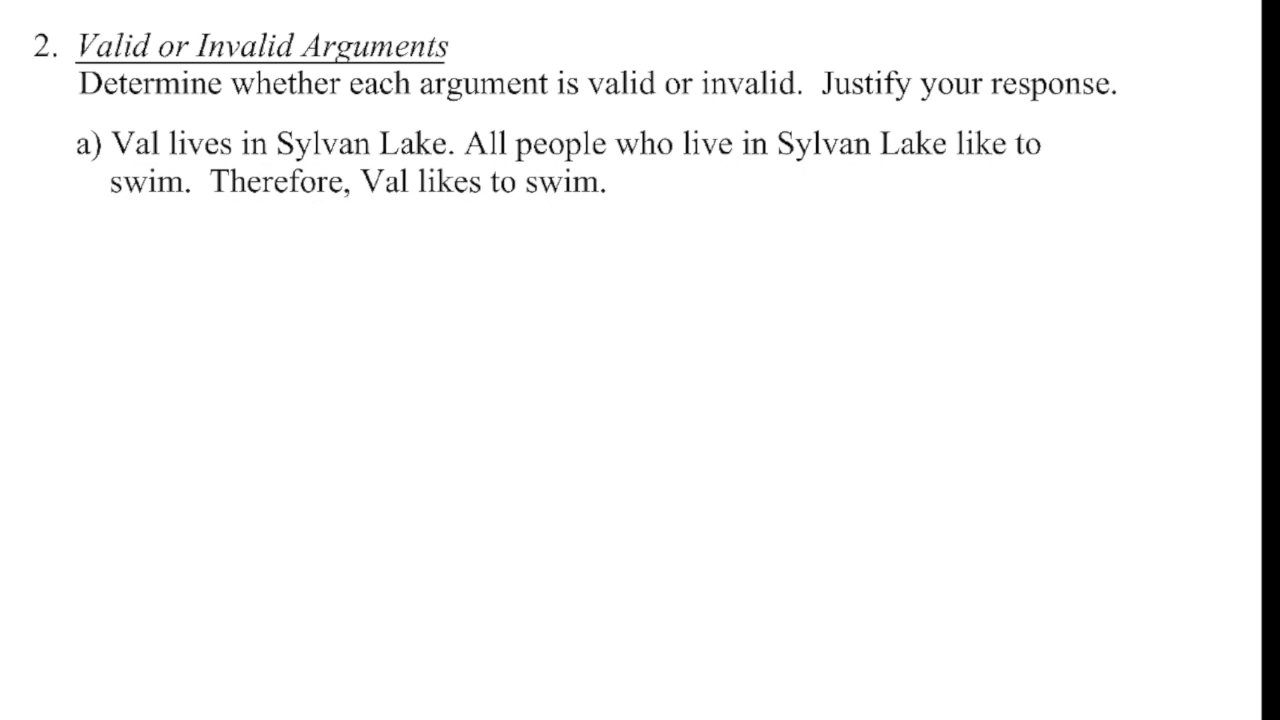 2. Valid or Invalid Arguments
Determine whether each argument is valid or invalid. Justify your response.
a) Val lives in Sylvan Lake. All people who live in Sylvan Lake like to
swim. Therefore, Val likes to swim.